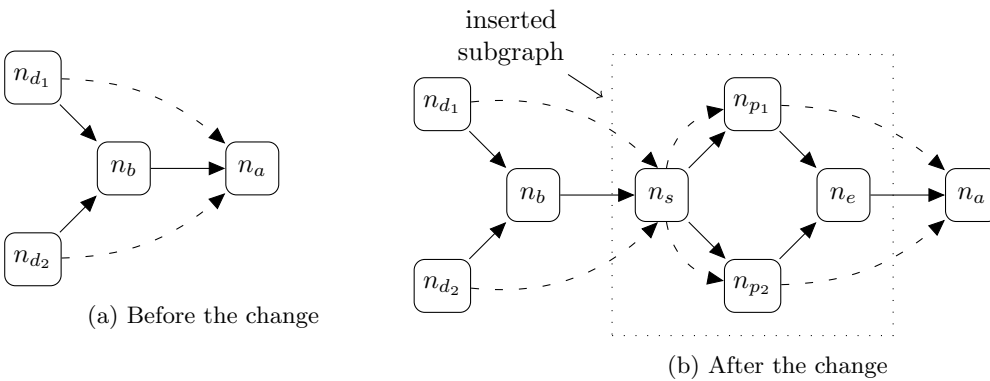 n_{d_1}
n_b
n_a
n_{d_2}
(a) Before the change
inserted
subgraph
n_{d_1}
n_{p_1}
n_b
n_s
n_e
n_a
n_{d_2}
n_{p_2}
(b) After the change